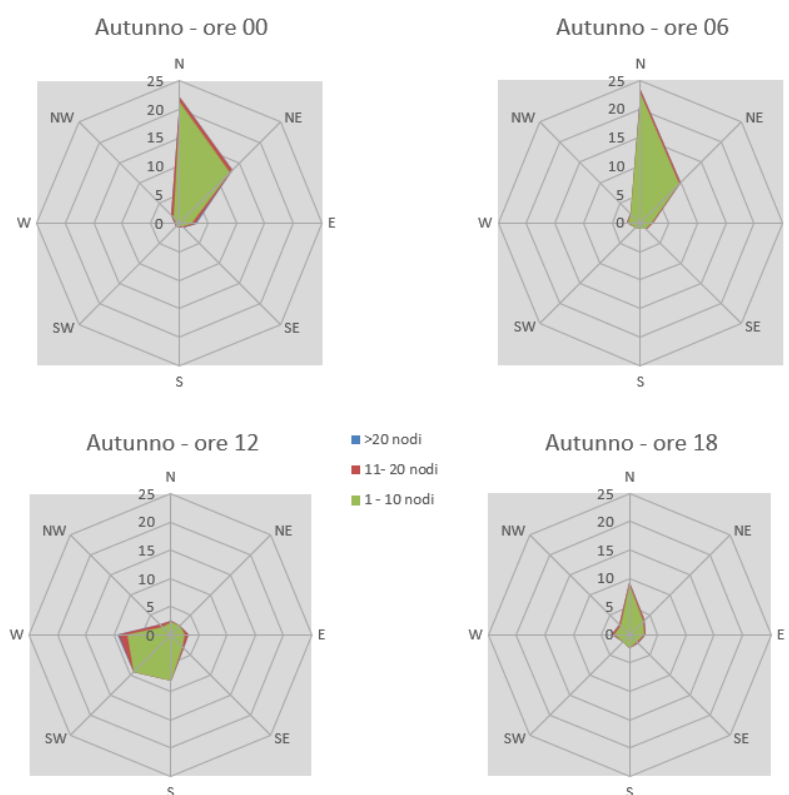 Autunno - ore 00
N
25
NW
NE
20
15
10
5
W
0
E
SW
SE
S
Autunno - ore 06
N
25
NW
NE
20
15
10
5
W
0
SW
SE
S
Autunno - ore 12
N
25
NW
NE
20
15
10
5
W
0
E
SW
SE
S
>20 nodi
11- 20 nodi
1 - 10 nodi
Autunno - ore 18
N
25
NW
NE
20
15
10
5
W
0
E
SW
SE
S